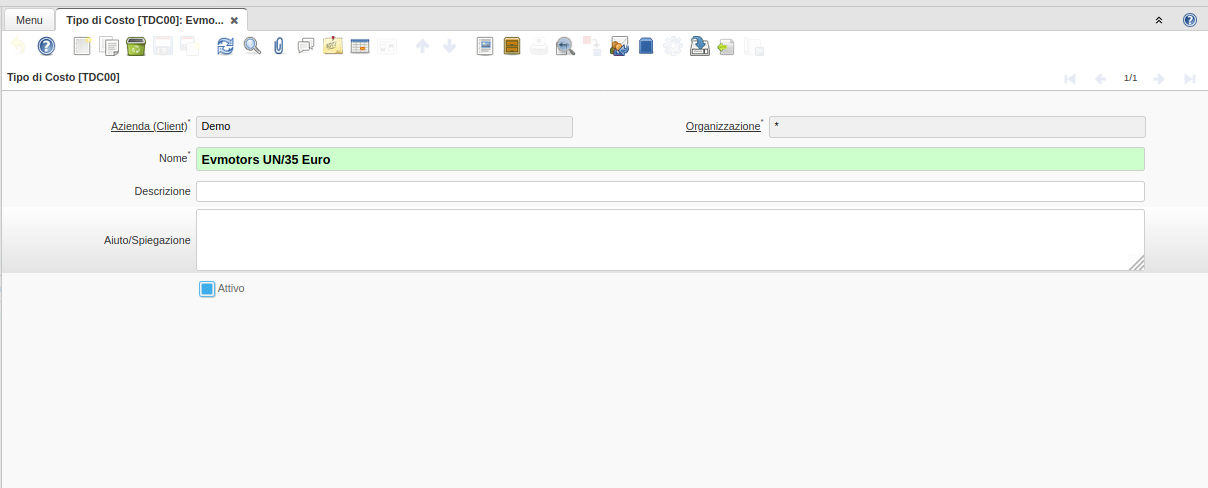 Menu
Tipo di Costo [TDC00]: Evmo...
Tipo di Costo [TDC00]
1/1
Azienda (Client)* Demo
Organizzazione* *
Nome* Evmotors UN/35 Euro
Descrizione
Aiuto/Spiegazione
Attivo